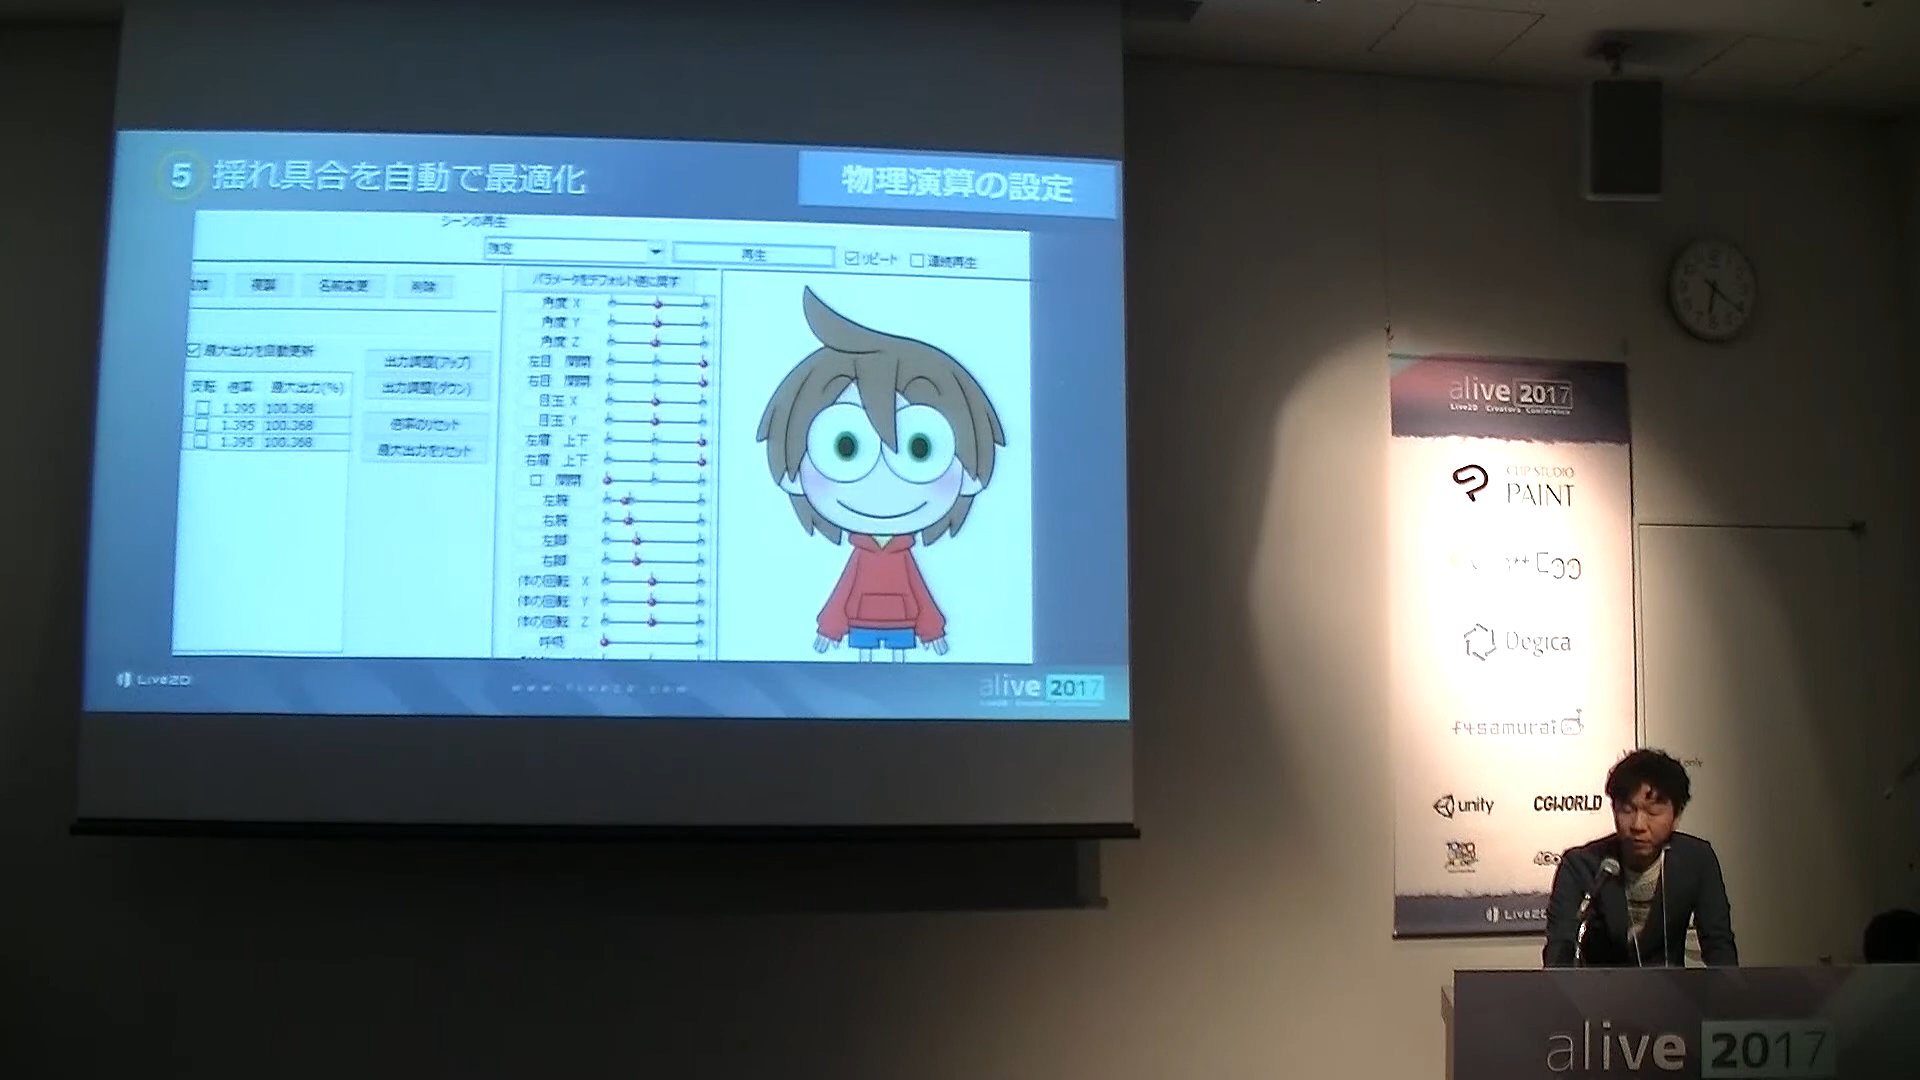 5 揺れ具合を自動で最適化
物理演算の設定
シーンの再生
再生
リピート
連続再生
追加 複製 名前変更 削除
パラメータをデフォルト値に戻す
最大出力を自動更新
出力調整(アップ)
出力調整(ダウン)
倍率のリセット
最大出力をリセット
反転 倍率 最大出力(%)
1.395 100.368
1.395 100.368
1.395 100.368
角度 X
角度 Y
角度 Z
左目 開閉
右目 開閉
目玉 X
目玉 Y
左眉 上下
右眉 上下
口 開閉
左腕
右腕
左脚
右脚
体の回転 X
体の回転 Y
体の回転 Z
呼吸
Live2D
www.live2d.com
alive 2017
alive 2017
Live2D Creators Conference
CLIP STUDIO
PAINT
Degica
f4samurai
unity
CGWORLD
Live2D
only
alive 2017